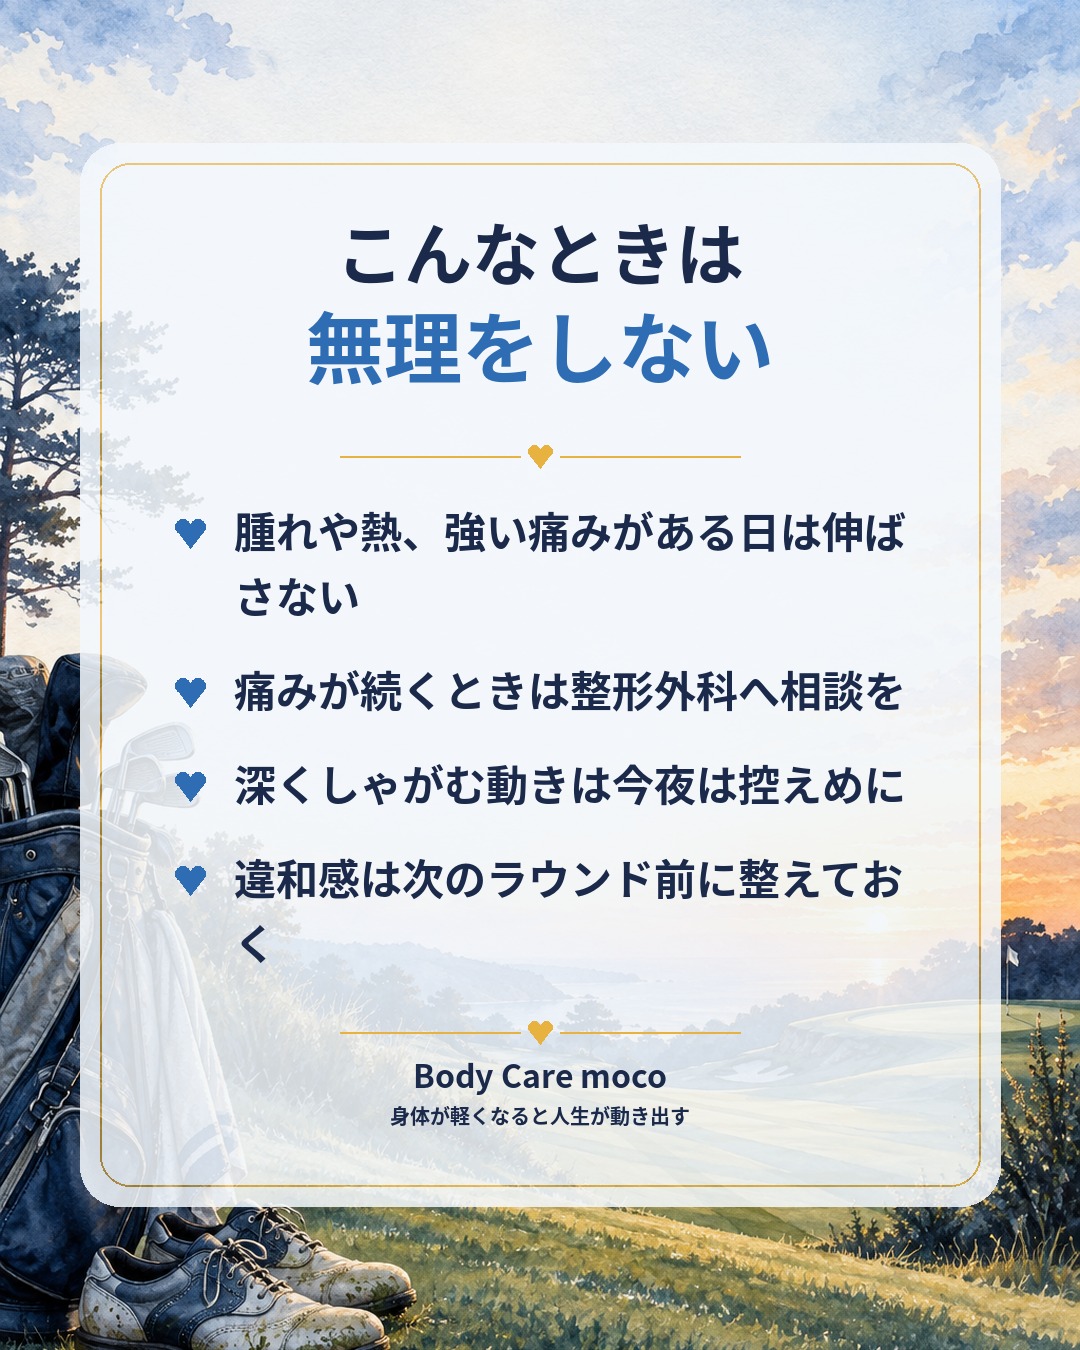 こんなときは
無理をしない
腫れや熱、強い痛みがある日は伸ば
さない
痛みが続くときは整形外科へ相談を
深くしゃがむ動きは今夜は控えめに
違和感は次のラウンド前に整えてお
く
Body Care moco
身体が軽くなると人生が動き出す